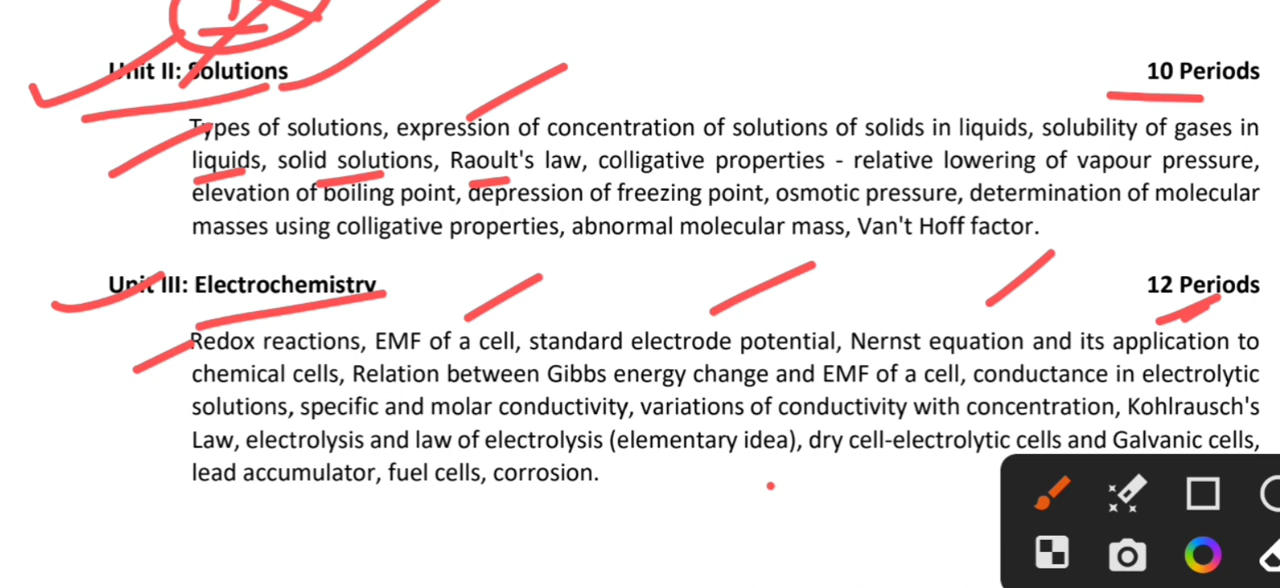 Unit II: Solutions 10 Periods
Types of solutions, expression of concentration of solutions of solids in liquids, solubility of gases in
liquids, solid solutions, Raoult's law, colligative properties - relative lowering of vapour pressure,
elevation of boiling point, depression of freezing point, osmotic pressure, determination of molecular
masses using colligative properties, abnormal molecular mass, Van't Hoff factor.
Unit III: Electrochemistry 12 Periods
Redox reactions, EMF of a cell, standard electrode potential, Nernst equation and its application to
chemical cells, Relation between Gibbs energy change and EMF of a cell, conductance in electrolytic
solutions, specific and molar conductivity, variations of conductivity with concentration, Kohlrausch's
Law, electrolysis and law of electrolysis (elementary idea), dry cell-electrolytic cells and Galvanic cells,
lead accumulator, fuel cells, corrosion.